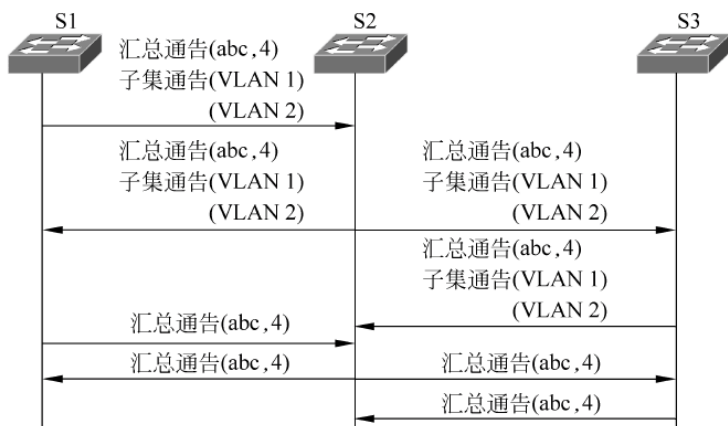 S1
S2
S3
汇总通告(abc,4)
子集通告(VLAN 1)
(VLAN 2)
汇总通告(abc,4)
子集通告(VLAN 1)
(VLAN 2)
汇总通告(abc,4)
子集通告(VLAN 1)
(VLAN 2)
汇总通告(abc,4)
子集通告(VLAN 1)
(VLAN 2)
汇总通告(abc,4)
汇总通告(abc,4)
汇总通告(abc,4)
汇总通告(abc,4)